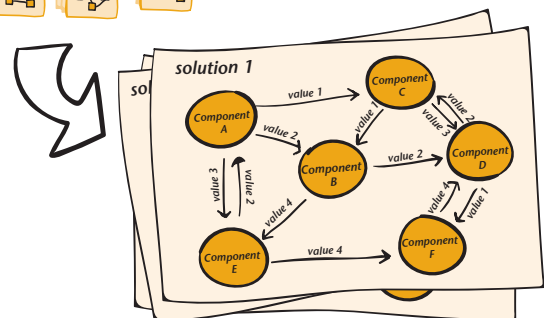 solution 1
sol
value 1
Component
C
value 2
value 3
value 1
Component
A
value 2
Component
B
value 2
Component
D
value 3
value 2
value 4
value 4
value 1
Component
E
value 4
Component
F